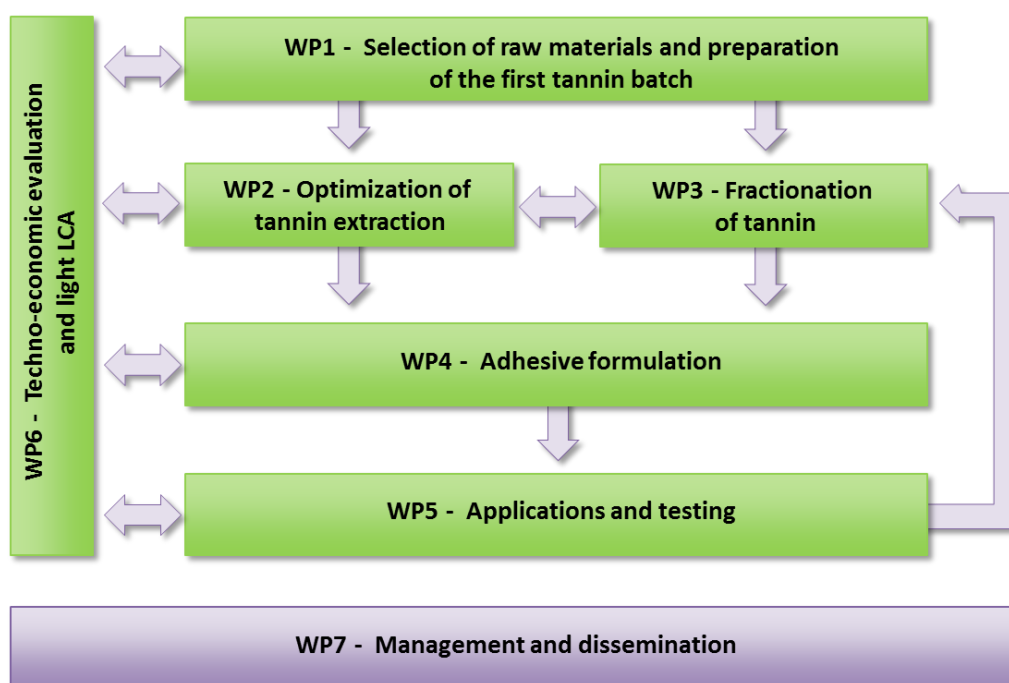 WP6 - Techno-economic evaluation
and light LCA
WP1 - Selection of raw materials and preparation
of the first tannin batch
WP2 - Optimization of
tannin extraction
WP3 - Fractionation
of tannin
WP4 - Adhesive formulation
WP5 - Applications and testing
WP7 - Management and dissemination